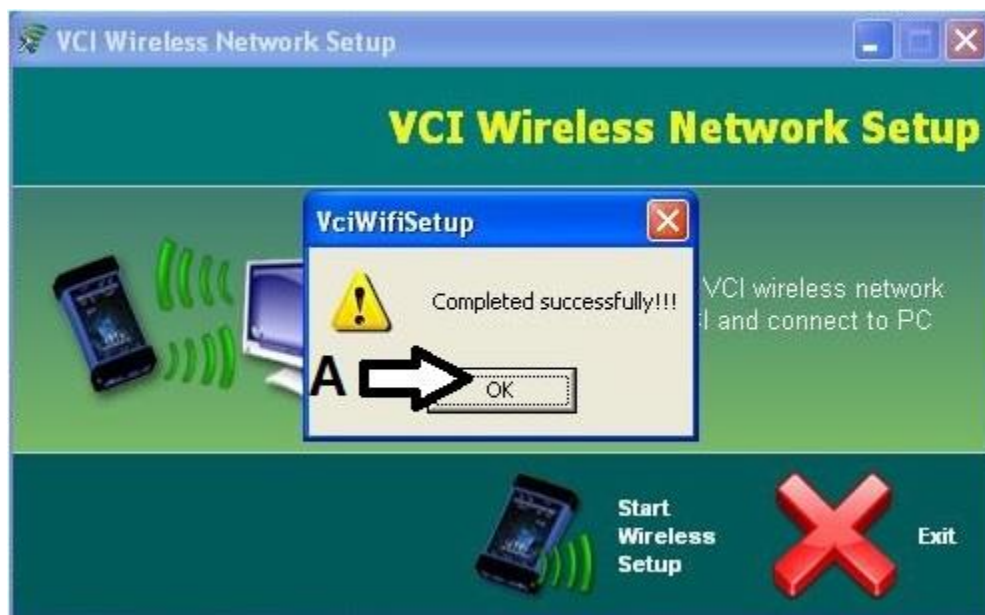 VCI Wireless Network Setup
VCI Wireless Network Setup
VciWifiSetup
Completed successfully!!!
VCI wireless network
and connect to PC
A
OK
Start
Wireless
Setup
Exit